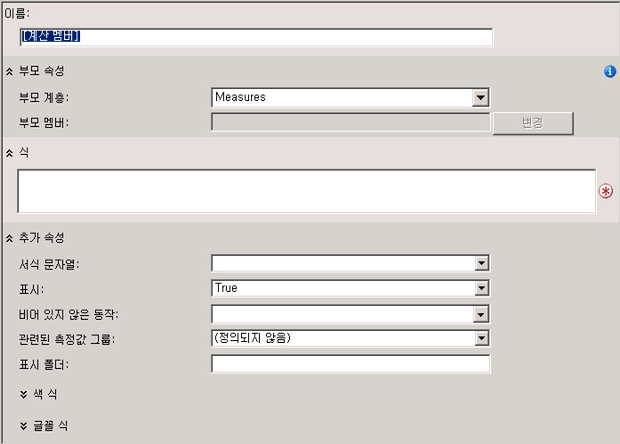 이름:
[계산 멤버]
부모 속성
부모 계층: Measures
부모 멤버: 변경
식
추가 속성
서식 문자열:
표시: True
비어 있지 않은 동작:
관련된 측정값 그룹: (정의되지 않음)
표시 폴더:
색 식
글꼴 식